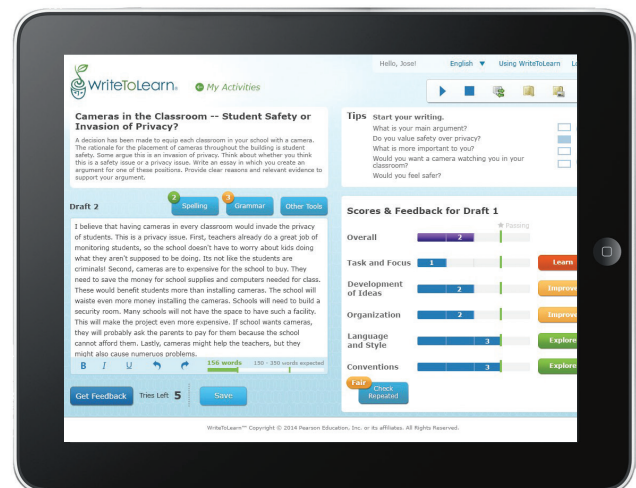 Hello, Jose!
English ▼
Using WriteToLearn
WriteToLearn®
My Activities
Cameras in the Classroom -- Student Safety or
Invasion of Privacy?
A decision has been made to equip each classroom in your school with a camera.
The rationale for the placement of cameras throughout the building is student
safety. Some argue this is an invasion of privacy. Think about whether you think
this is a safety issue or a privacy issue. Write an essay in which you create an
argument for one of these positions. Provide clear reasons and relevant evidence to
support your argument.
Tips Start your writing.
What is your main argument?
Do you value safety over privacy?
What is more important to you?
Would you want a camera watching you in your
classroom?
Would you feel safer?
Draft 2
2
Spelling
3
Grammar
Other Tools
I believe that having cameras in every classroom would invade the privacy
of students. This is a privacy issue. First, teachers already do a great job of
monitoring students, so the school doesn't have to worry about kids doing
what they aren't supposed to be doing. Its not like the students are
criminals! Second, cameras are to expensive for the school to buy. They
need to save the money for school supplies and computers needed for class.
These would benefit students more than installing cameras. The school will
waiste even more money installing the cameras. Schools will need to build a
security room. Many schools will not have the space to have such a facility.
This will make the project even more expensive. If school wants cameras,
they will probably ask the parents to pay for them because the school
cannot afford them. Lastly, cameras might help the teachers, but they
might also cause numeruos problems.
B I U
156 words
150 - 350 words expected
Get Feedback
Tries Left 5
Save
Scores & Feedback for Draft 1
★ Passing
Overall 2
Task and Focus 1 Learn
Development
of Ideas 2 Improve
Organization 2 Improve
Language
and Style 3 Explore
Conventions 3 Explore
Fair
Check
Repeated
WriteToLearn™ Copyright © 2014 Pearson Education, Inc. or its affiliates. All Rights Reserved.